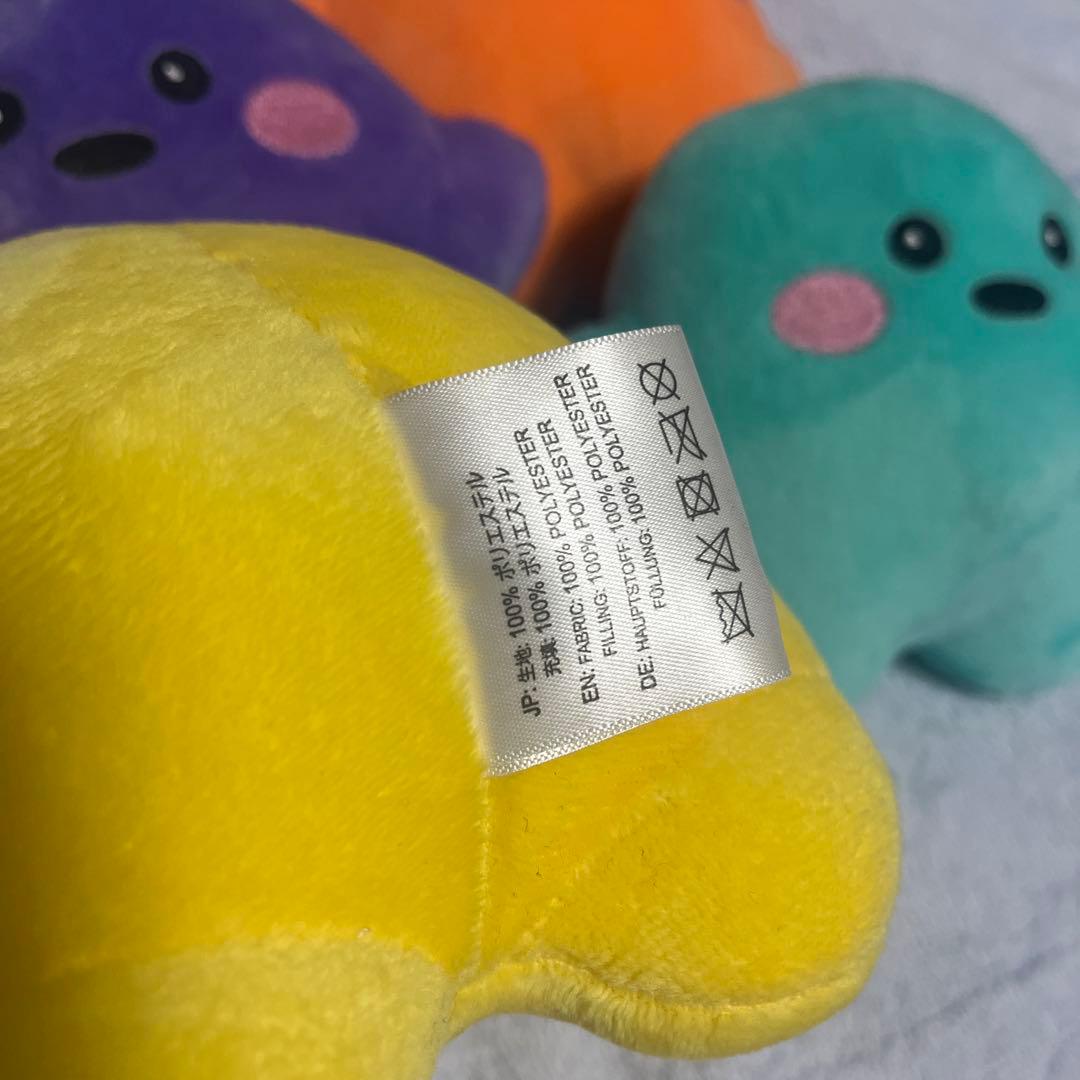 JP: 生地: 100% ポリエステル
充填: 100% ポリエステル
EN: FABRIC: 100% POLYESTER
FILLING: 100% POLYESTER
DE: HAUPTSTOFF: 100% POLYESTER
FÜLLUNG: 100% POLYESTER